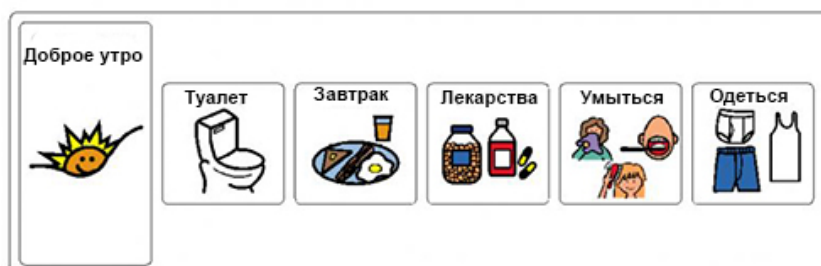 Доброе утро
Туалет
Завтрак
Лекарства
Умыться
Одеться